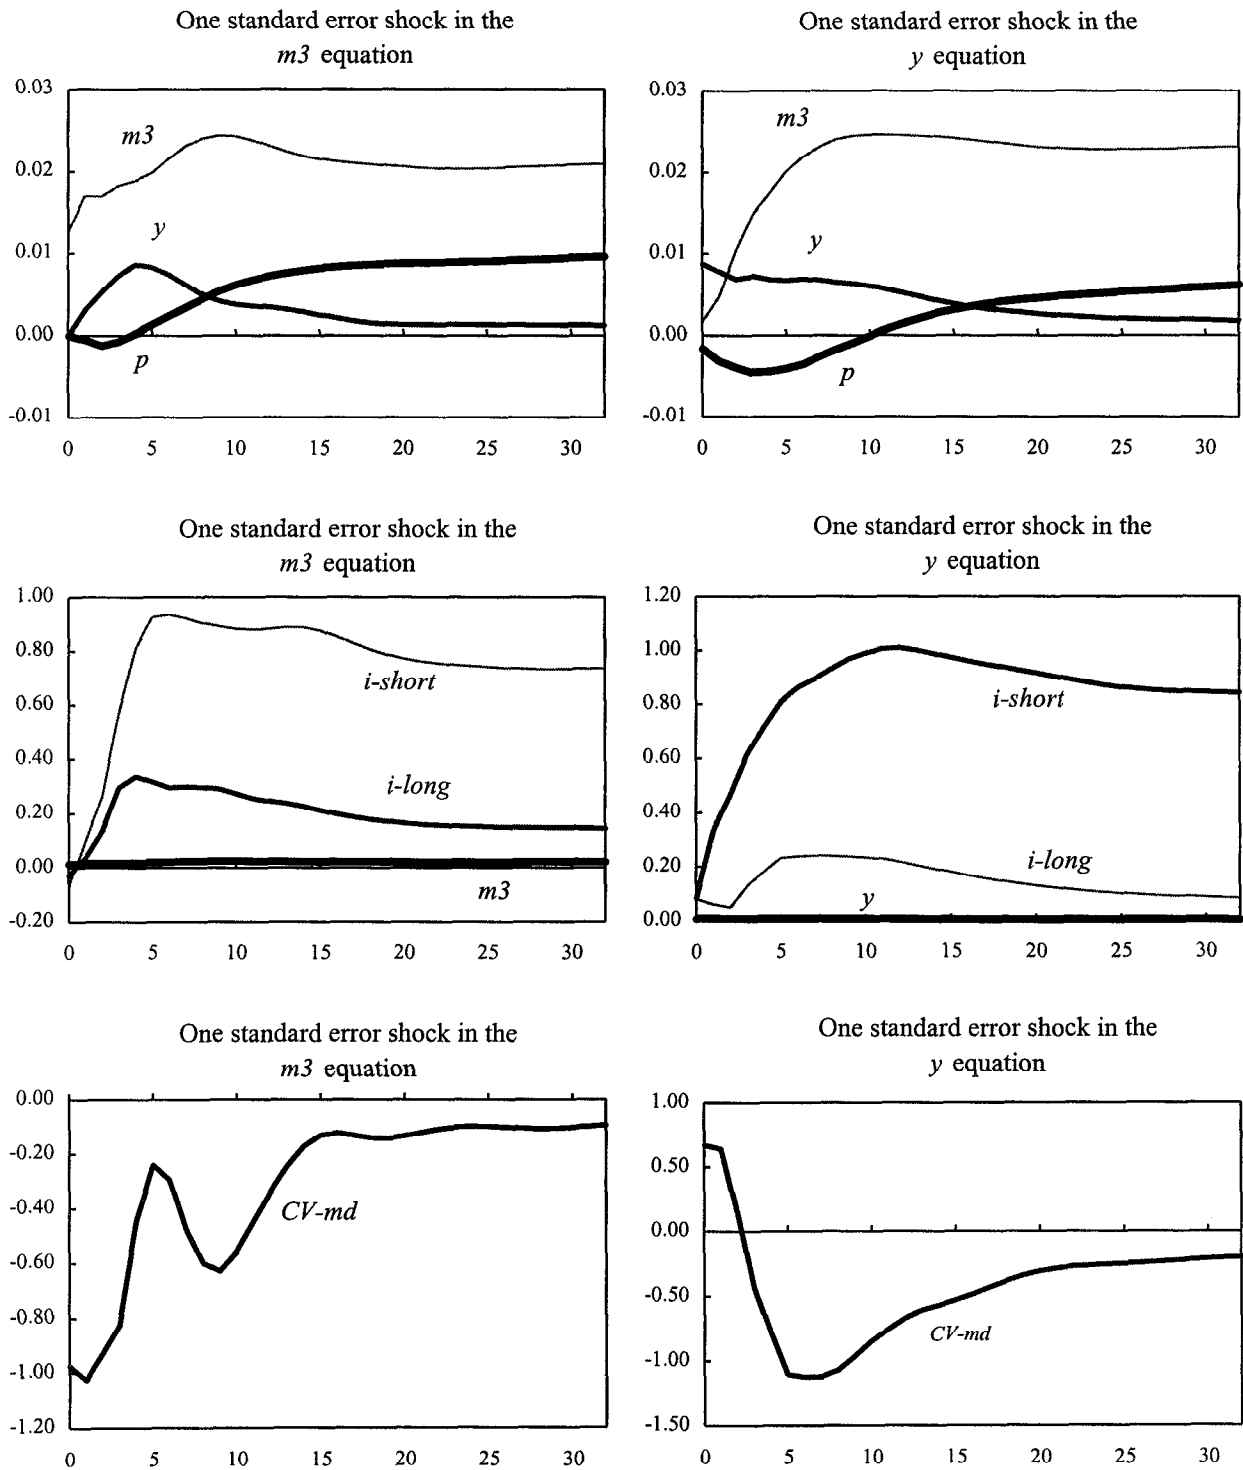 One standard error shock in the
m3 equation
0.03
0.02
0.01
0.00
-0.01
m3
y
p
0 5 10 15 20 25 30
One standard error shock in the
y equation
0.03
0.02
0.01
0.00
-0.01
m3
y
p
0 5 10 15 20 25 30
One standard error shock in the
m3 equation
1.00
0.80
0.60
0.40
0.20
0.00
-0.20
i-short
i-long
m3
0 5 10 15 20 25 30
One standard error shock in the
y equation
1.20
1.00
0.80
0.60
0.40
0.20
0.00
i-short
i-long
y
0 5 10 15 20 25 30
One standard error shock in the
m3 equation
0.00
-0.20
-0.40
-0.60
-0.80
-1.00
-1.20
CV-md
0 5 10 15 20 25 30
One standard error shock in the
y equation
1.00
0.50
0.00
-0.50
-1.00
-1.50
CV-md
0 5 10 15 20 25 30